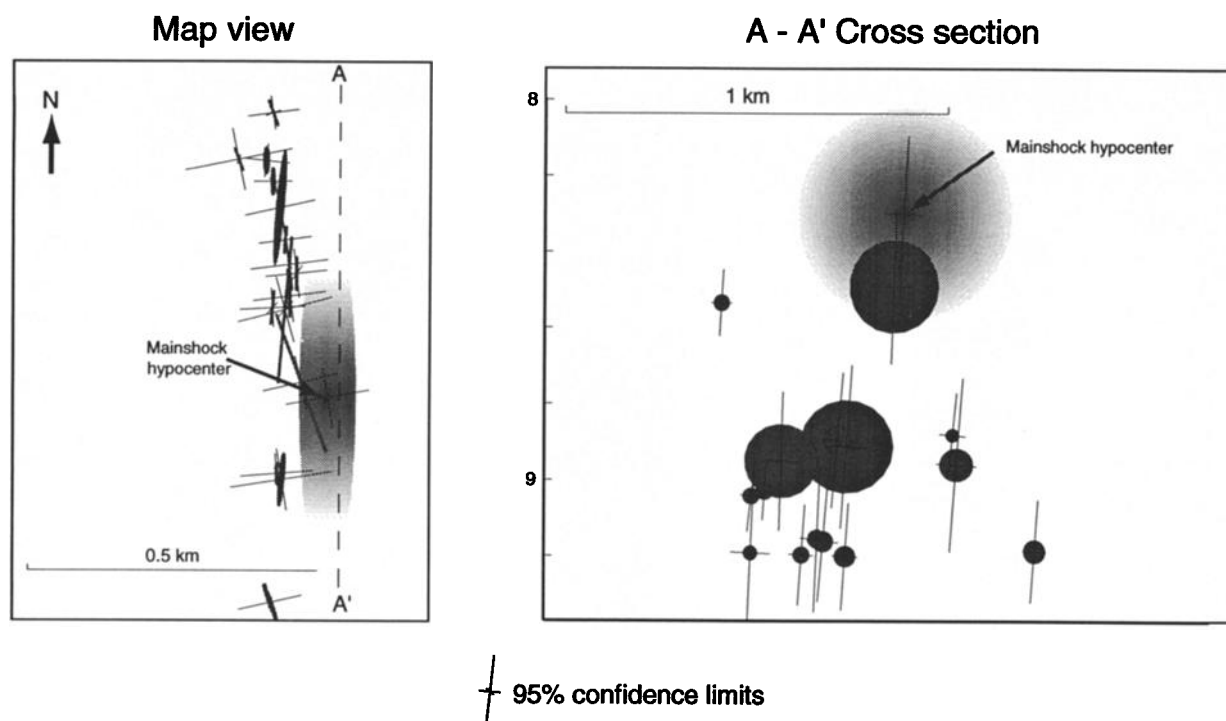 Map view
A
N
Mainshock
hypocenter
0.5 km
A'
A - A' Cross section
8
1 km
Mainshock hypocenter
9
95% confidence limits